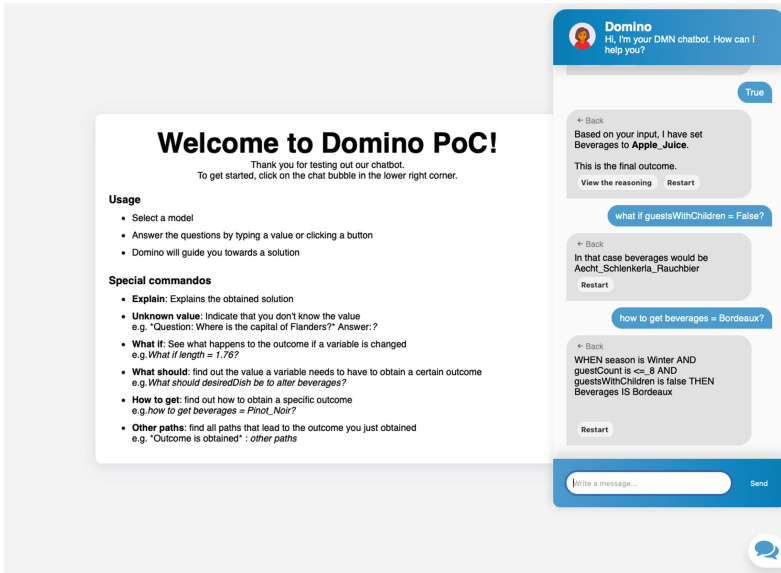 Welcome to Domino PoC!
Thank you for testing out our chatbot.
To get started, click on the chat bubble in the lower right corner.
Usage
• Select a model
• Answer the questions by typing a value or clicking a button
• Domino will guide you towards a solution
Special commandos
• Explain: Explains the obtained solution
• Unknown value: Indicate that you don't know the value
e.g. *Question: Where is the capital of Flanders?* Answer:?
• What if: See what happens to the outcome if a variable is changed
e.g.What if length = 1.76?
• What should: find out the value a variable needs to have to obtain a certain outcome
e.g.What should desiredDish be to alter beverages?
• How to get: find out how to obtain a specific outcome
e.g.how to get beverages = Pinot_Noir?
• Other paths: find all paths that lead to the outcome you just obtained
e.g. *Outcome is obtained* : other paths
Domino
Hi, I'm your DMN chatbot. How can I
help you?
True
← Back
Based on your input, I have set
Beverages to Apple_Juice.
This is the final outcome.
View the reasoning Restart
what if guestsWithChildren = False?
← Back
In that case beverages would be
Aecht_Schlenkerla_Rauchbier
Restart
how to get beverages = Bordeaux?
← Back
WHEN season is Winter AND
guestCount is <=_8 AND
guestsWithChildren is false THEN
Beverages IS Bordeaux
Restart
Write a message...
Send